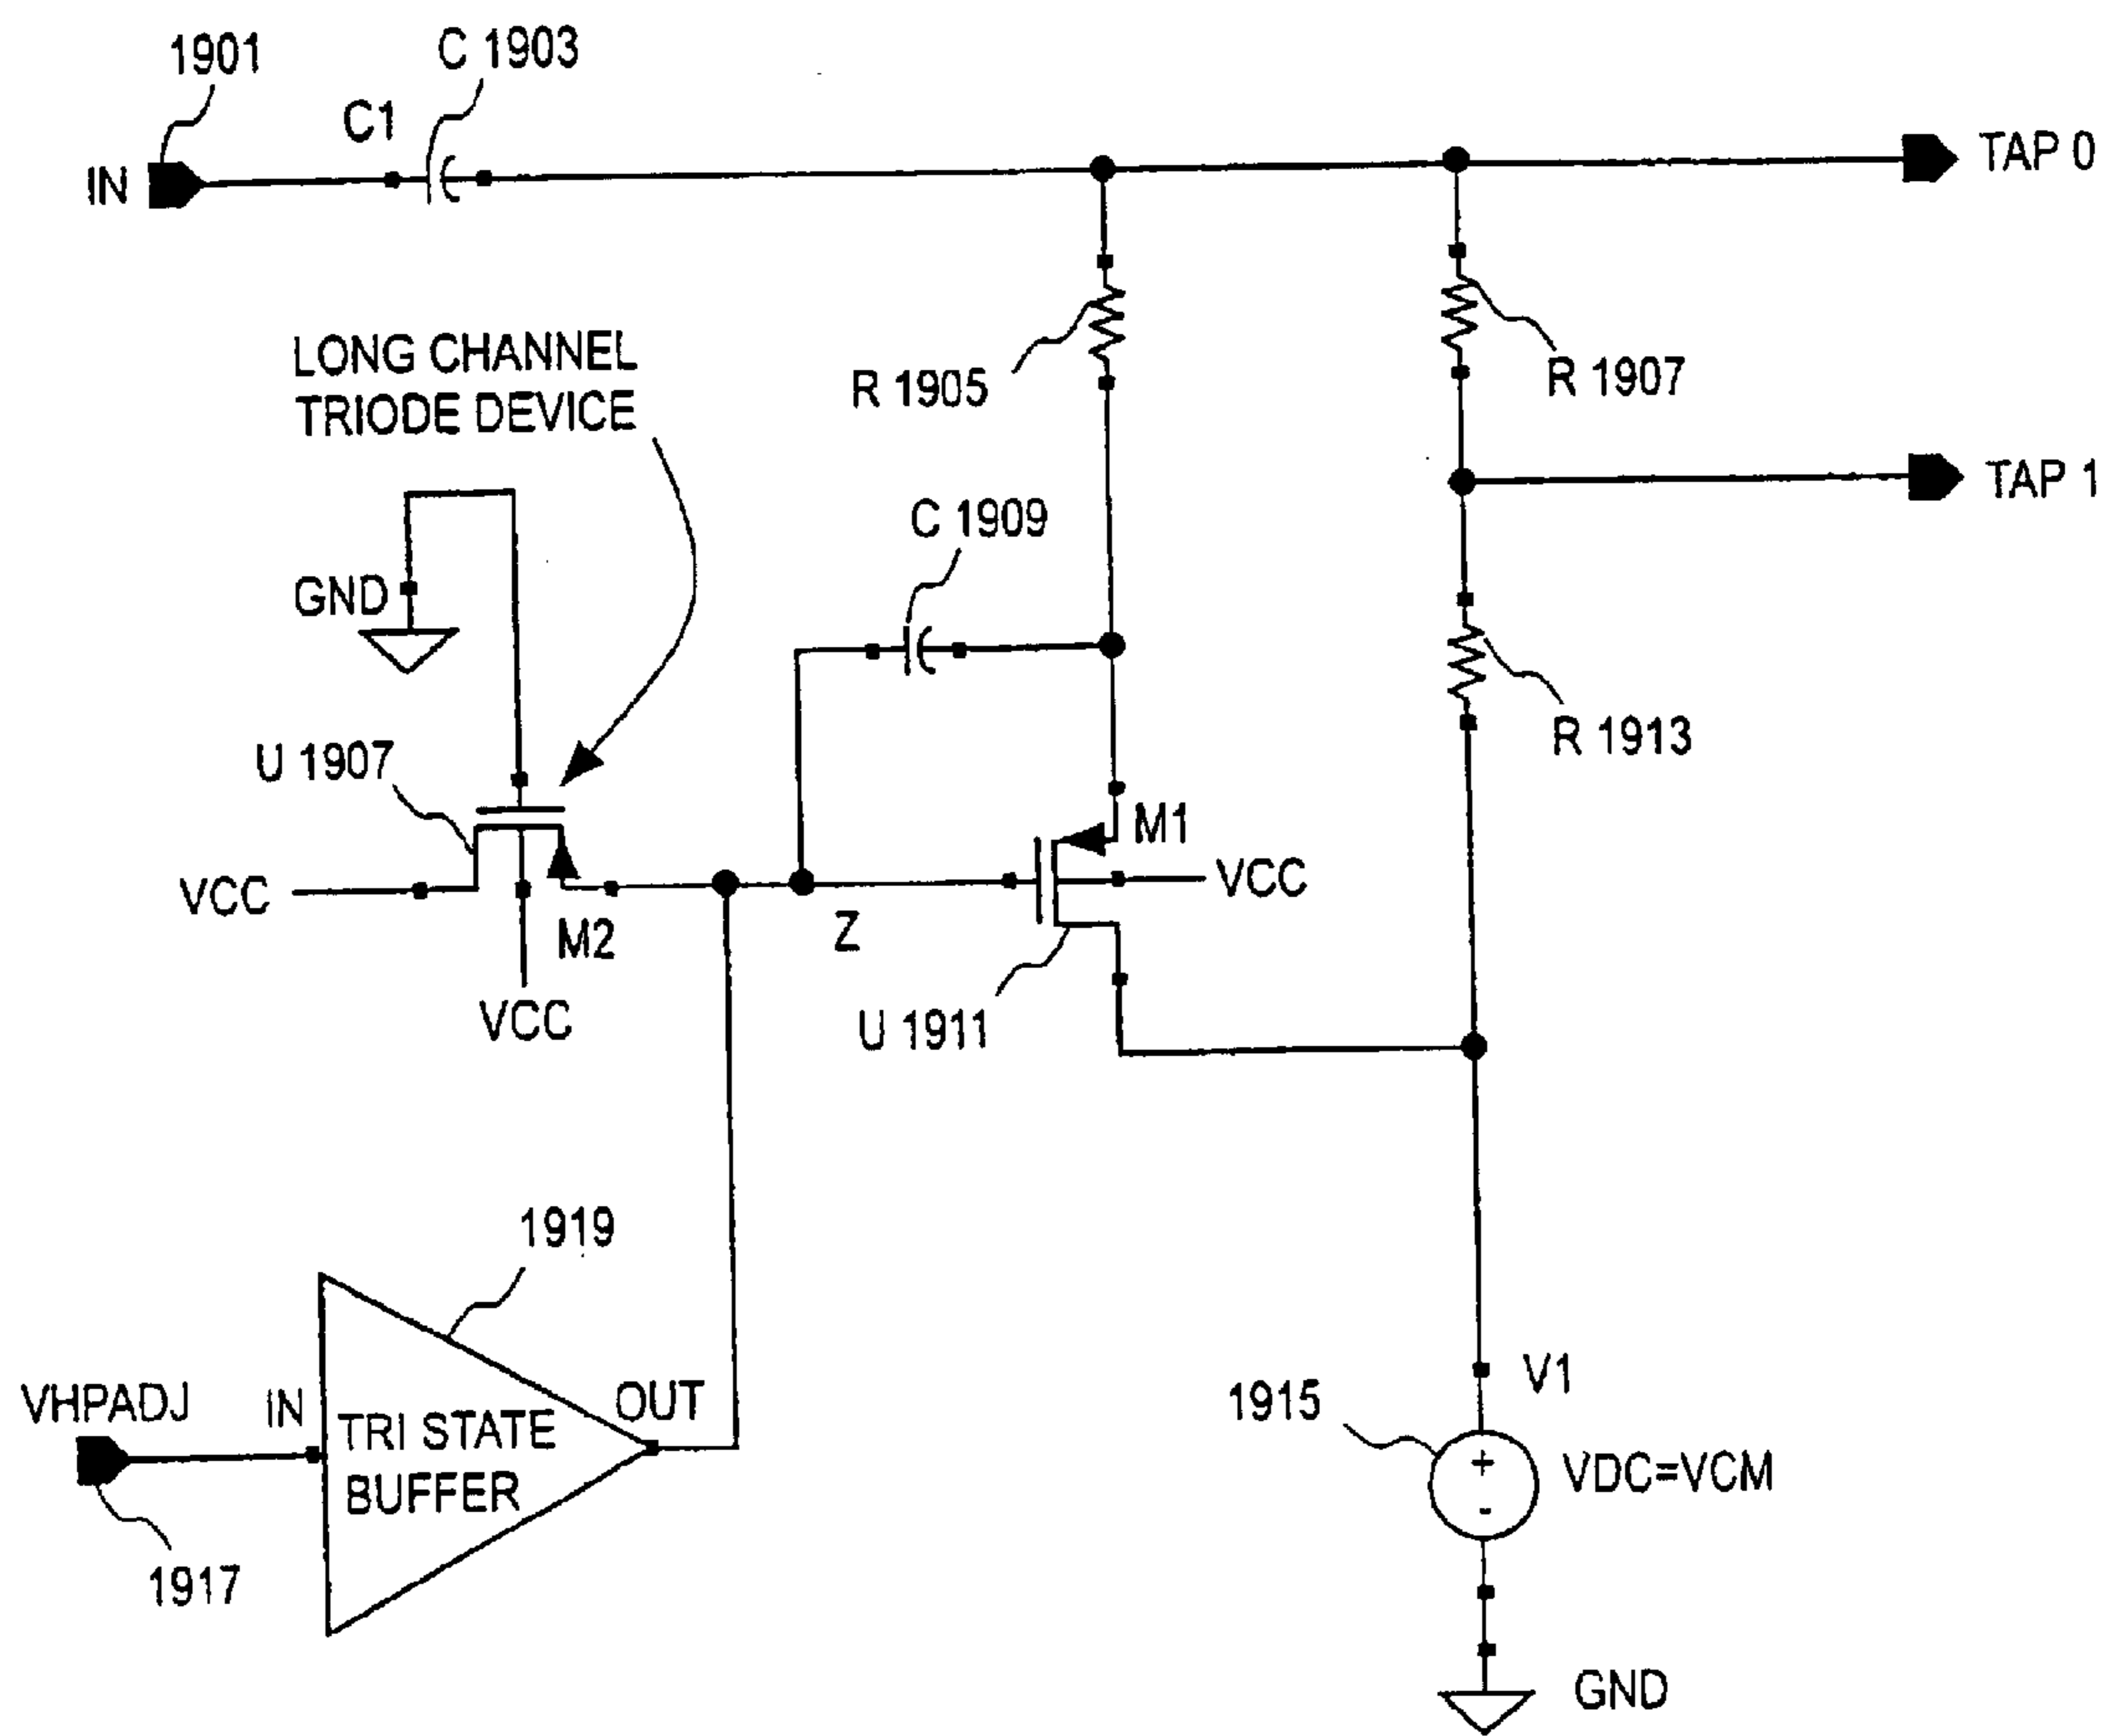 1901
C 1903
C1
IN
TAP 0
LONG CHANNEL
TRIODE DEVICE
R 1905
R 1907
TAP 1
C 1909
GND
U 1907
R 1913
M1
VCC
VCC
M2
Z
VCC
U 1911
1919
VHPADJ
IN
TRI STATE
BUFFER
OUT
1917
1915
V1
+
VDC=VCM
-
GND